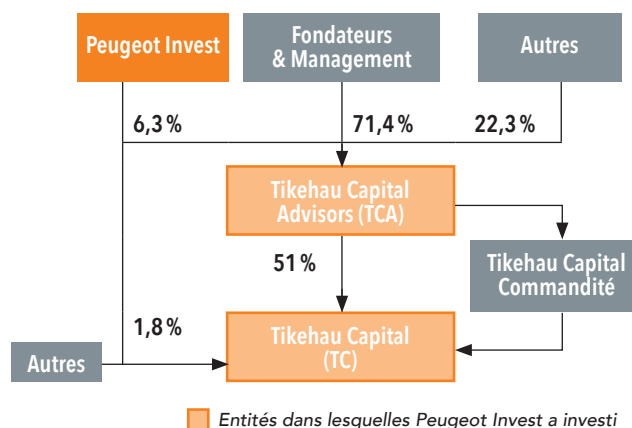 Peugeot Invest
Fondateurs
& Management
Autres
6,3 %
71,4 %
22,3 %
Tikehau Capital
Advisors (TCA)
51 %
Tikehau Capital
Commandité
1,8 %
Autres
Tikehau Capital
(TC)
Entités dans lesquelles Peugeot Invest a investi